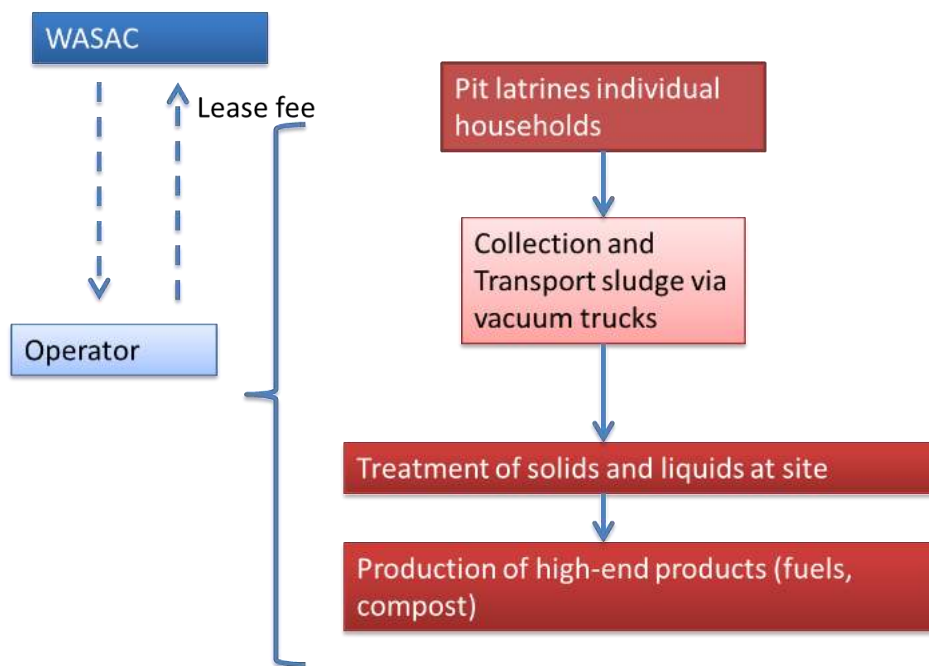 WASAC
Lease fee
Operator
Pit latrines individual
households
Collection and
Transport sludge via
vacuum trucks
Treatment of solids and liquids at site
Production of high-end products (fuels,
compost)